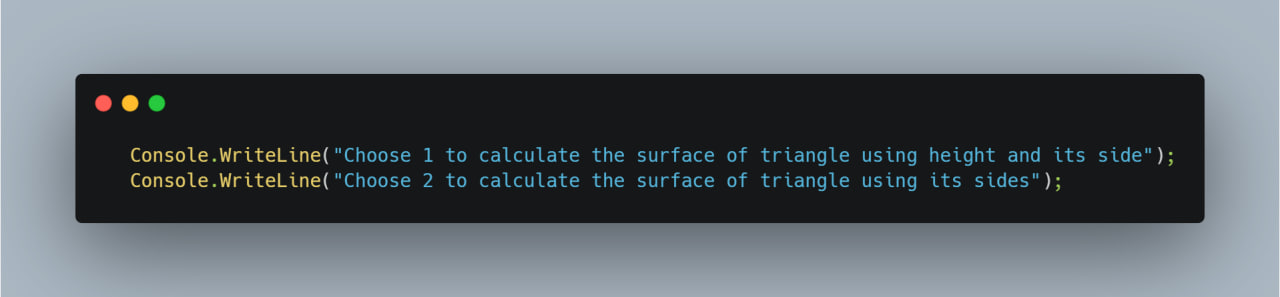 Console.WriteLine("Choose 1 to calculate the surface of triangle using height and its side");
Console.WriteLine("Choose 2 to calculate the surface of triangle using its sides");